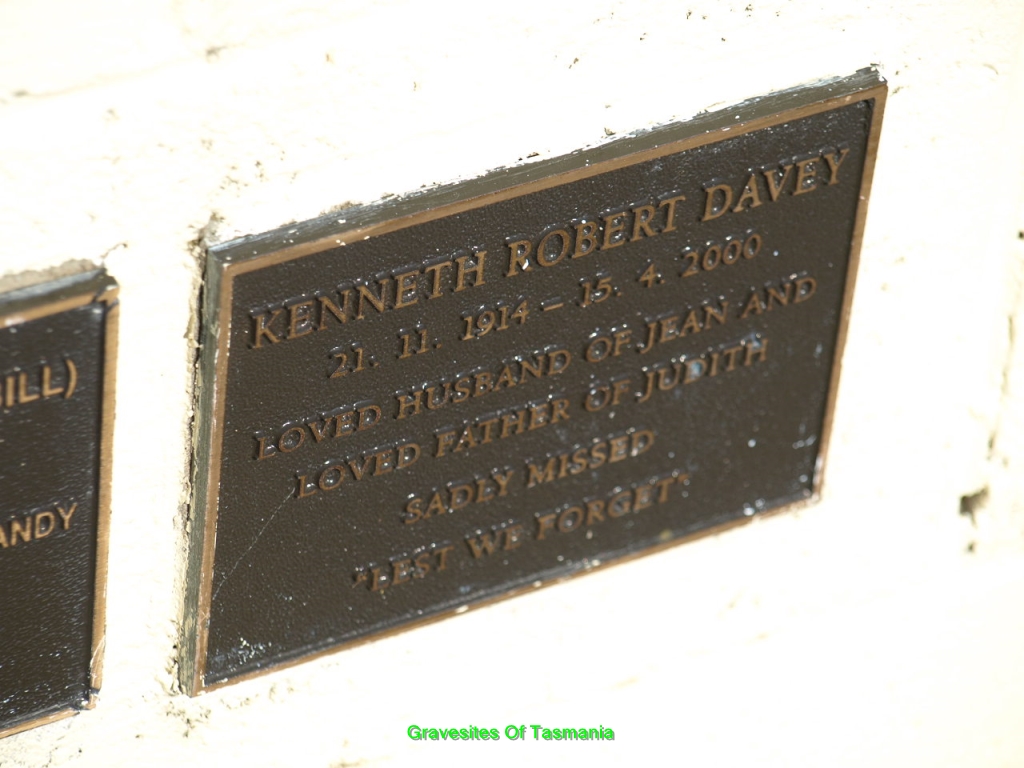 KENNETH ROBERT DAVEY
21. 11. 1914 – 15. 4. 2000
LOVED HUSBAND OF JEAN AND
LOVED FATHER OF JUDITH
SADLY MISSED
"LEST WE FORGET"
BILL)
ANDY
Gravesites Of Tasmania